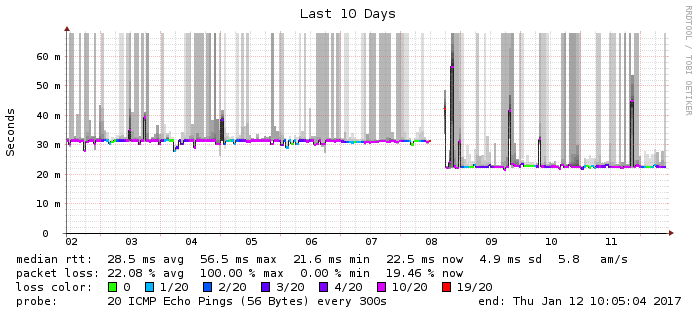 Last 10 Days
RRDTOOL / TOBI OETIKER
Seconds
60 m
50 m
40 m
30 m
20 m
10 m
0
02 03 04 05 06 07 08 09 10 11
median rtt: 28.5 ms avg 56.5 ms max 21.6 ms min 22.5 ms now 4.9 ms sd 5.8 am/s
packet loss: 22.08 % avg 100.00 % max 0.00 % min 19.46 % now
loss color: 0 1/20 2/20 3/20 4/20 10/20 19/20
probe: 20 ICMP Echo Pings (56 Bytes) every 300s end: Thu Jan 12 10:05:04 2017